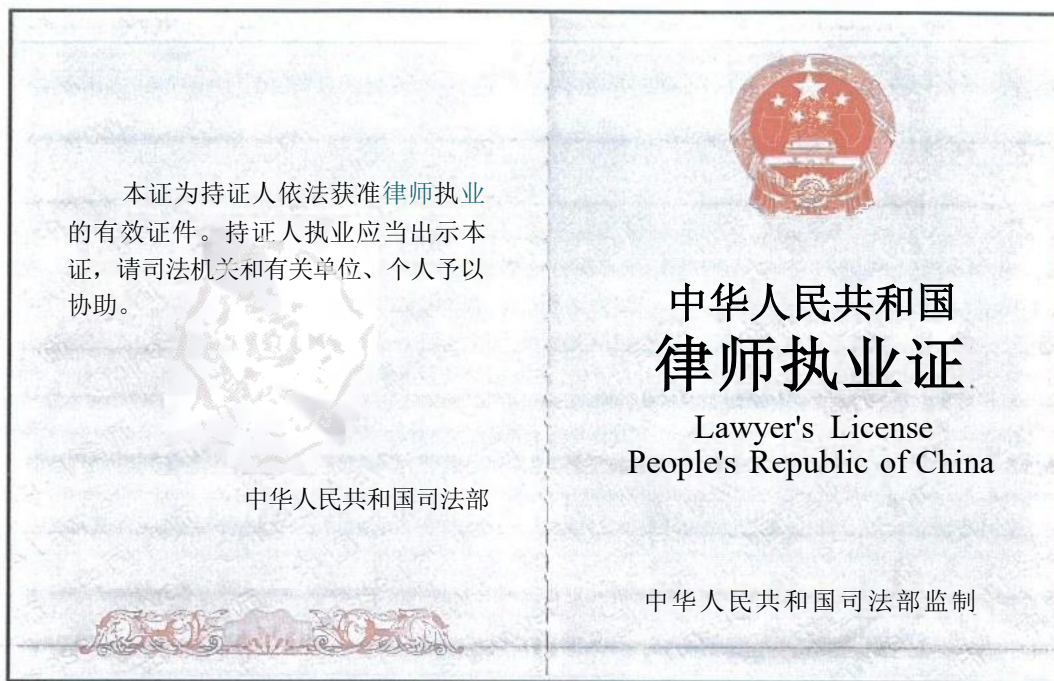 本证为持证人依法获准律师执业
的有效证件。持证人执业应当出示本
证，请司法机关和有关单位、个人予以
协助。
中华人民共和国司法部
中华人民共和国
律师执业证
Lawyer's License
People's Republic of China
中华人民共和国司法部监制